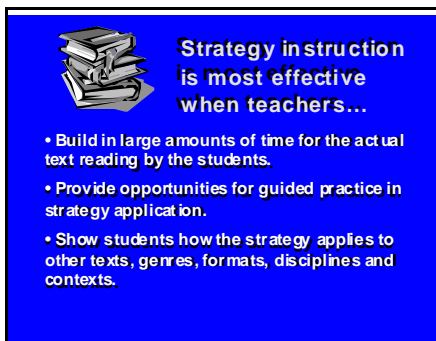 Strategy instruction
is most effective
when teachers...
• Build in large amounts of time for the actual
text reading by the students.
• Provide opportunities for guided practice in
strategy application.
• Show students how the strategy applies to
other texts, genres, formats, disciplines and
contexts.